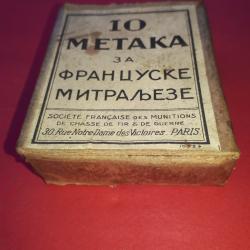 10
МЕТАКА
ЗА
ФРАНЦУСКЕ
МИТРАЉЕЗЕ
SOCIÉTÉ FRANÇAISE DES MUNITIONS
DE CHASSE DE TIR & DE GUERRE
30, Rue Notre-Dame des Victoires PARIS